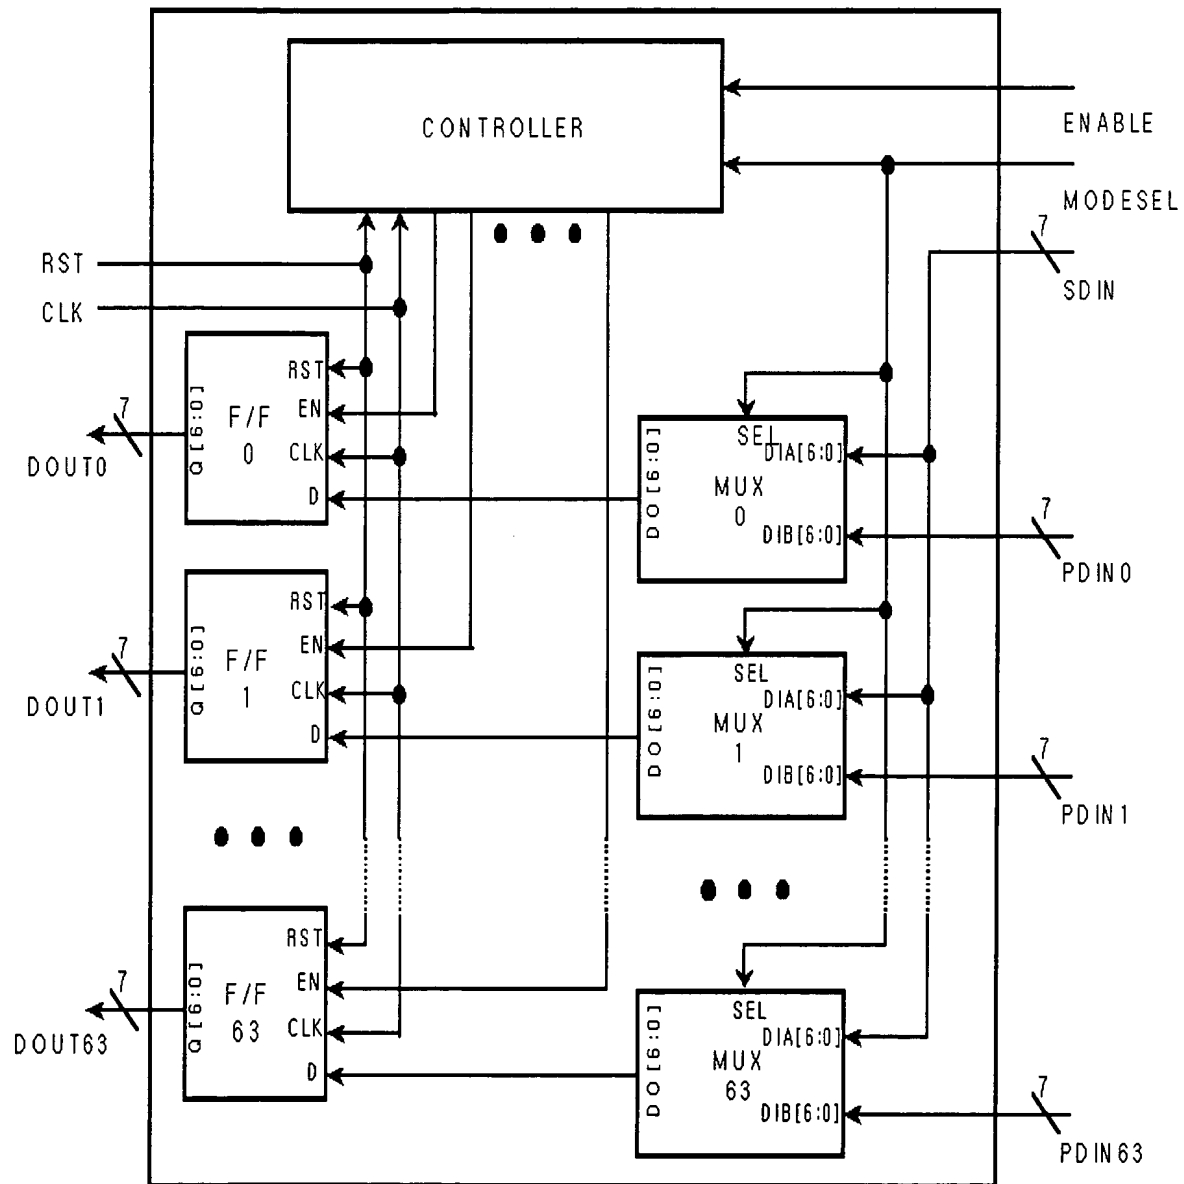 CONTROLLER
ENABLE
MODESEL
7
SDIN
RST
CLK
RST
EN
CLK
D
F/F
0
Q[6:0]
7
DOUT0
SEL
DIA[6:0]
MUX
0
DO[6:0]
DIB[6:0]
7
PDIN0
RST
EN
CLK
D
F/F
1
Q[6:0]
7
DOUT1
SEL
DIA[6:0]
MUX
1
DO[6:0]
DIB[6:0]
7
PDIN1
RST
EN
CLK
D
F/F
63
Q[6:0]
7
DOUT63
SEL
DIA[6:0]
MUX
63
DO[6:0]
DIB[6:0]
7
PDIN63